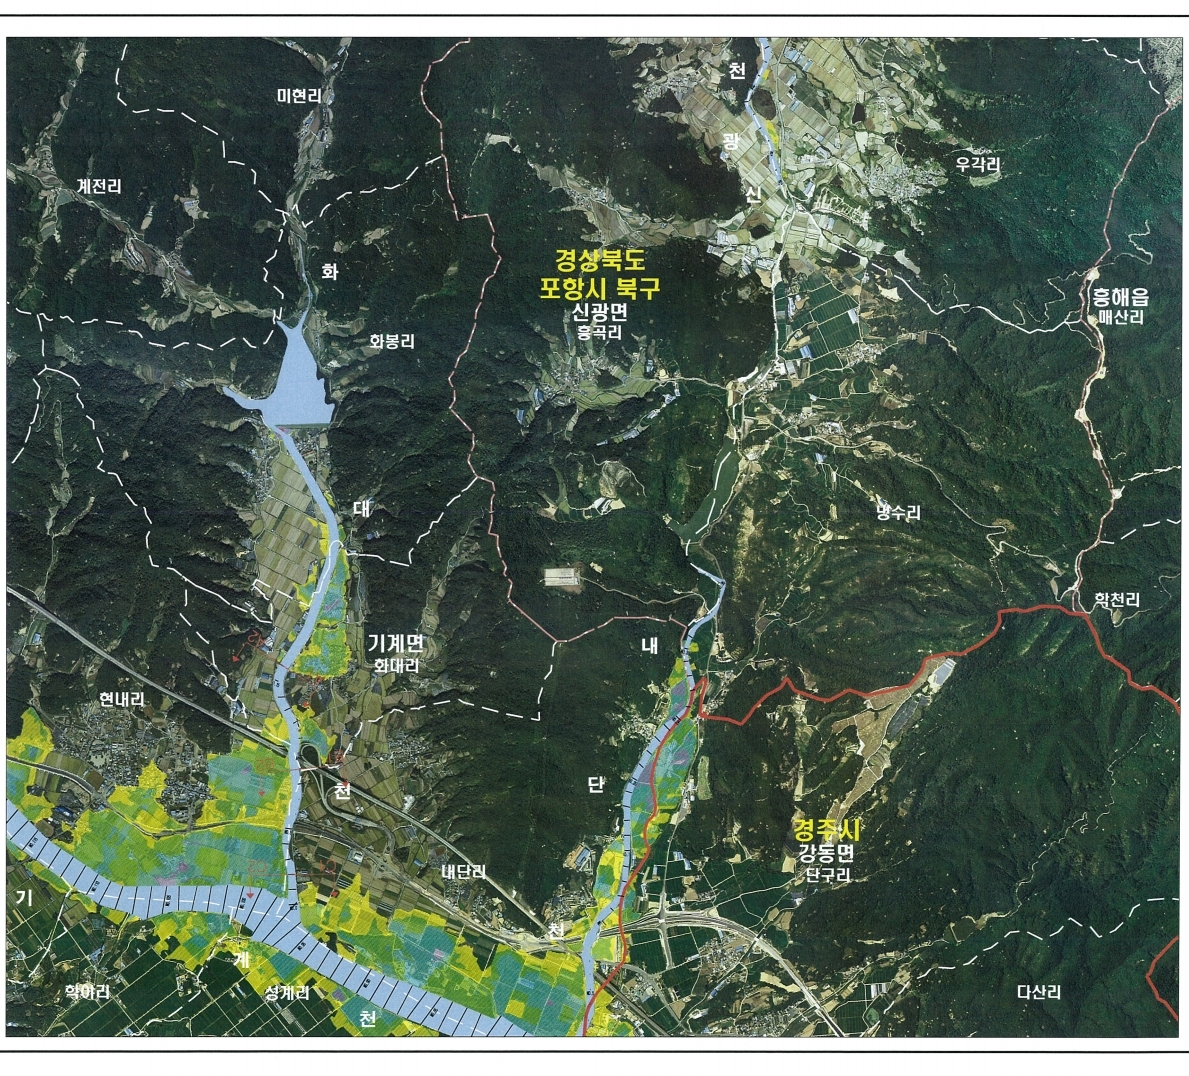 천
미현리
광
우각리
계전리
신
경상북도
포항시 북구
신광면
흥곡리
화
흥해읍
매산리
화봉리
대
냉수리
학천리
기계면
화대리
내
현내리
단
천
경주시
강동면
단구리
내단리
기
천
계
학야리
성계리
다산리
천